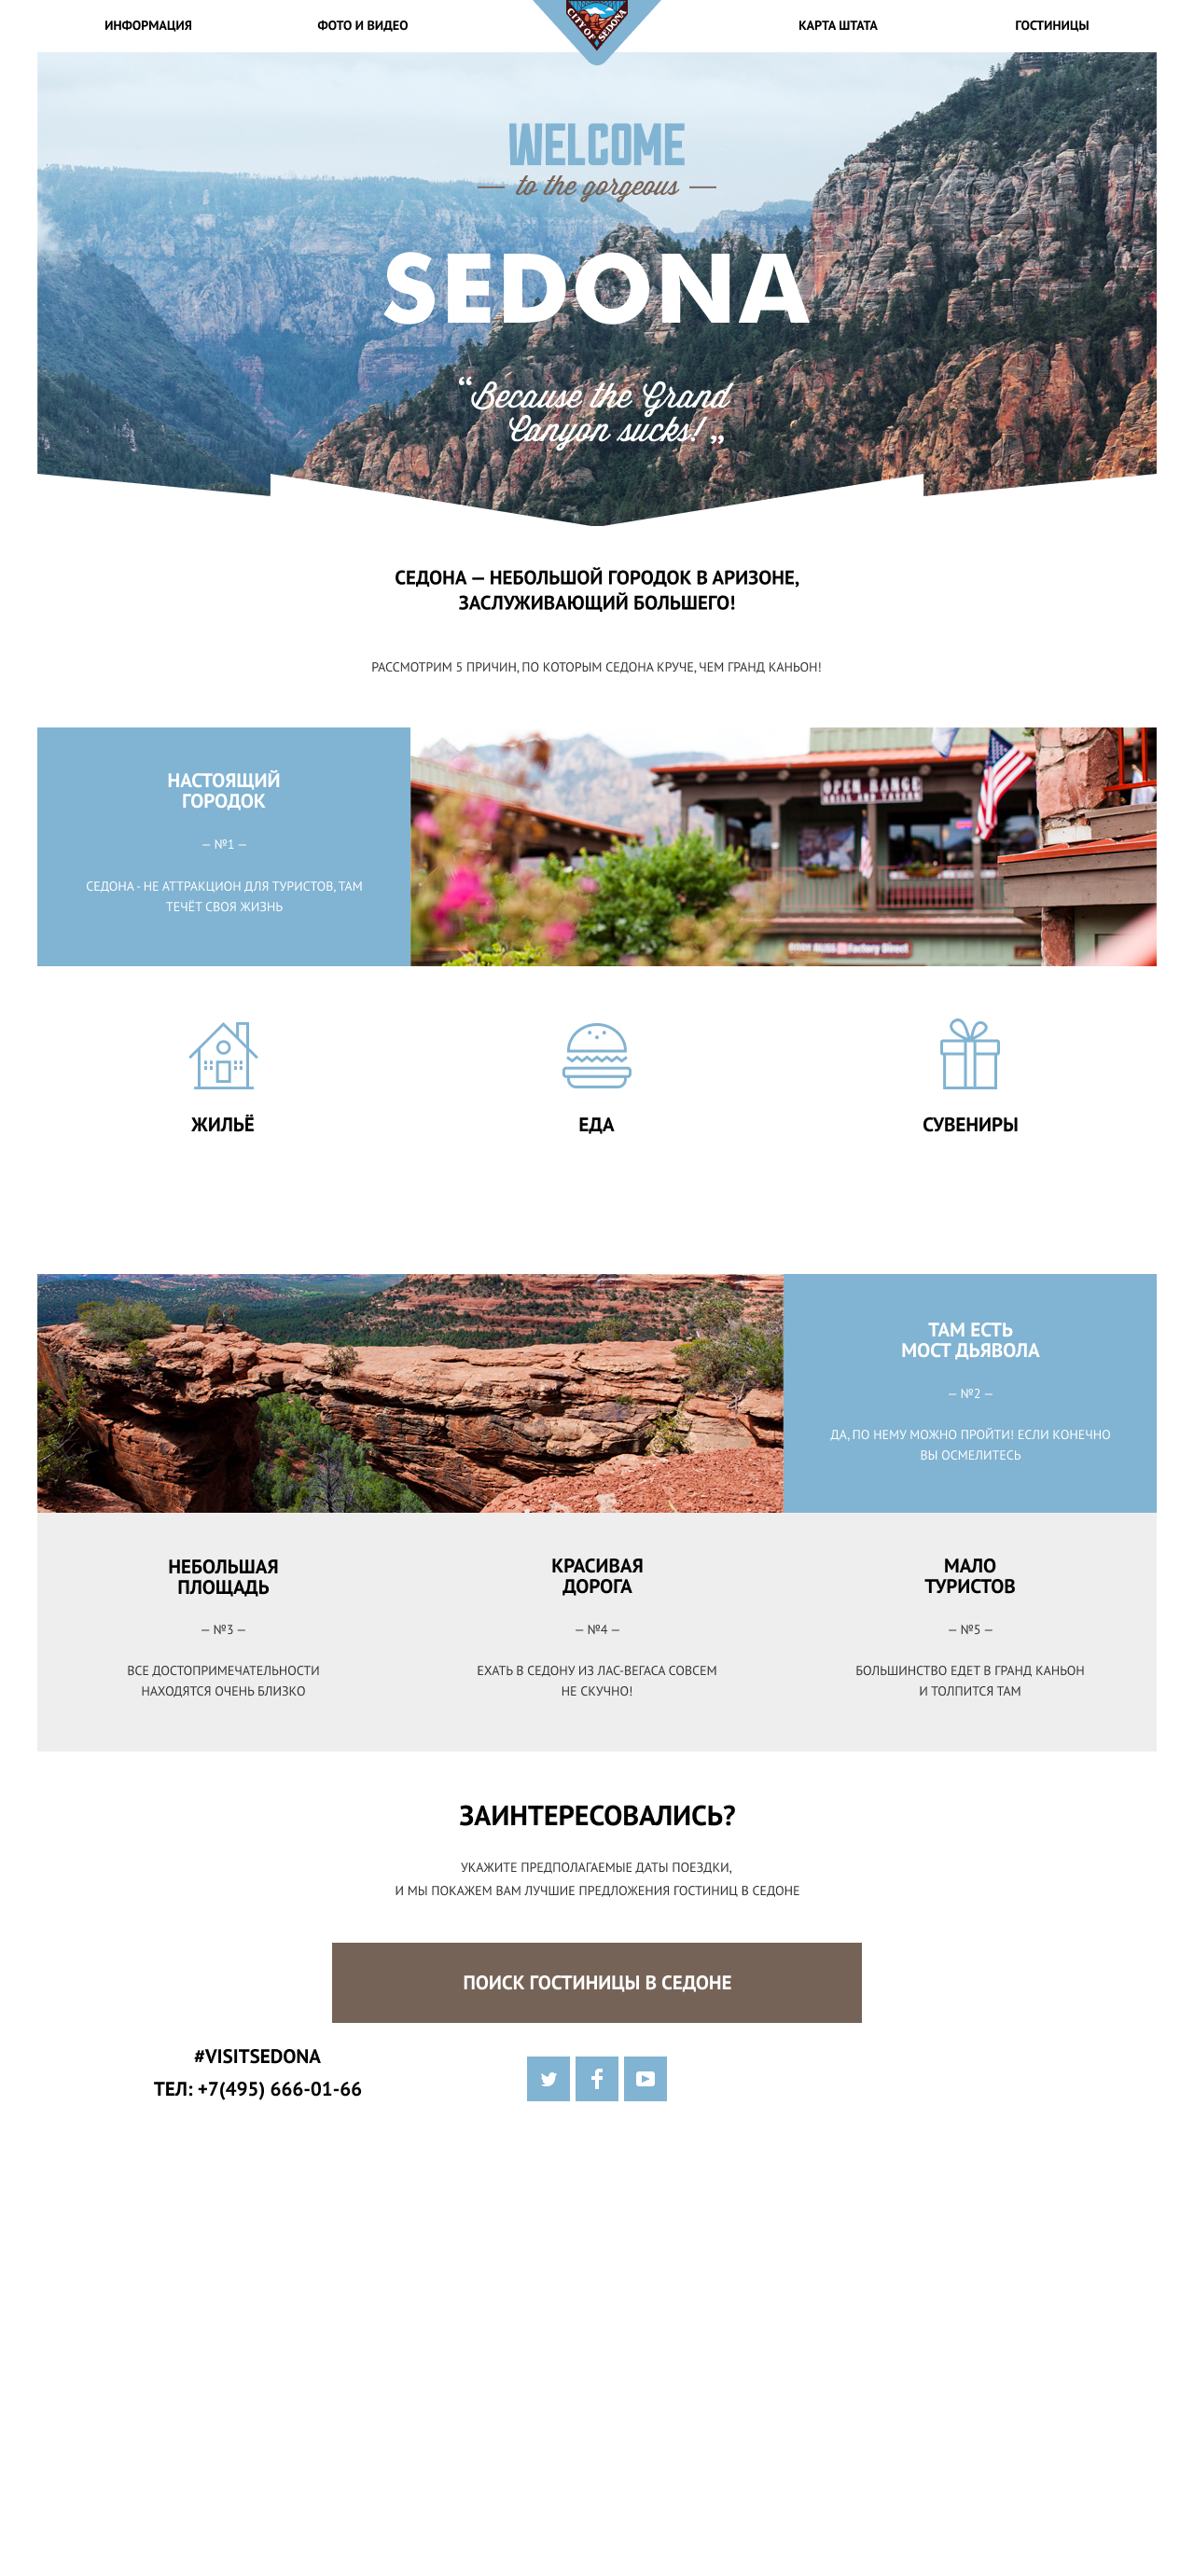 ИНФОРМАЦИЯ
ФОТО И ВИДЕО
CITY OF SEDONA
КАРТА ШТАТА
ГОСТИНИЦЫ
WELCOME
— to the gorgeous —
SEDONA
“Because the Grand
Canyon sucks!„
СЕДОНА — НЕБОЛЬШОЙ ГОРОДОК В АРИЗОНЕ,
ЗАСЛУЖИВАЮЩИЙ БОЛЬШЕГО!
РАССМОТРИМ 5 ПРИЧИН, ПО КОТОРЫМ СЕДОНА КРУЧЕ, ЧЕМ ГРАНД КАНЬОН!
НАСТОЯЩИЙ
ГОРОДОК
— №1 —
СЕДОНА - НЕ АТТРАКЦИОН ДЛЯ ТУРИСТОВ, ТАМ
ТЕЧЁТ СВОЯ ЖИЗНЬ
OPEN RANGE
Factory Direct
ЖИЛЬЁ
ЕДА
СУВЕНИРЫ
ТАМ ЕСТЬ
МОСТ ДЬЯВОЛА
— №2 —
ДА, ПО НЕМУ МОЖНО ПРОЙТИ! ЕСЛИ КОНЕЧНО
ВЫ ОСМЕЛИТЕСЬ
НЕБОЛЬШАЯ
ПЛОЩАДЬ
— №3 —
ВСЕ ДОСТОПРИМЕЧАТЕЛЬНОСТИ
НАХОДЯТСЯ ОЧЕНЬ БЛИЗКО
КРАСИВАЯ
ДОРОГА
— №4 —
ЕХАТЬ В СЕДОНУ ИЗ ЛАС-ВЕГАСА СОВСЕМ
НЕ СКУЧНО!
МАЛО
ТУРИСТОВ
— №5 —
БОЛЬШИНСТВО ЕДЕТ В ГРАНД КАНЬОН
И ТОЛПИТСЯ ТАМ
ЗАИНТЕРЕСОВАЛИСЬ?
УКАЖИТЕ ПРЕДПОЛАГАЕМЫЕ ДАТЫ ПОЕЗДКИ,
И МЫ ПОКАЖЕМ ВАМ ЛУЧШИЕ ПРЕДЛОЖЕНИЯ ГОСТИНИЦ В СЕДОНЕ
ПОИСК ГОСТИНИЦЫ В СЕДОНЕ
#VISITSEDONA
ТЕЛ: +7(495) 666-01-66